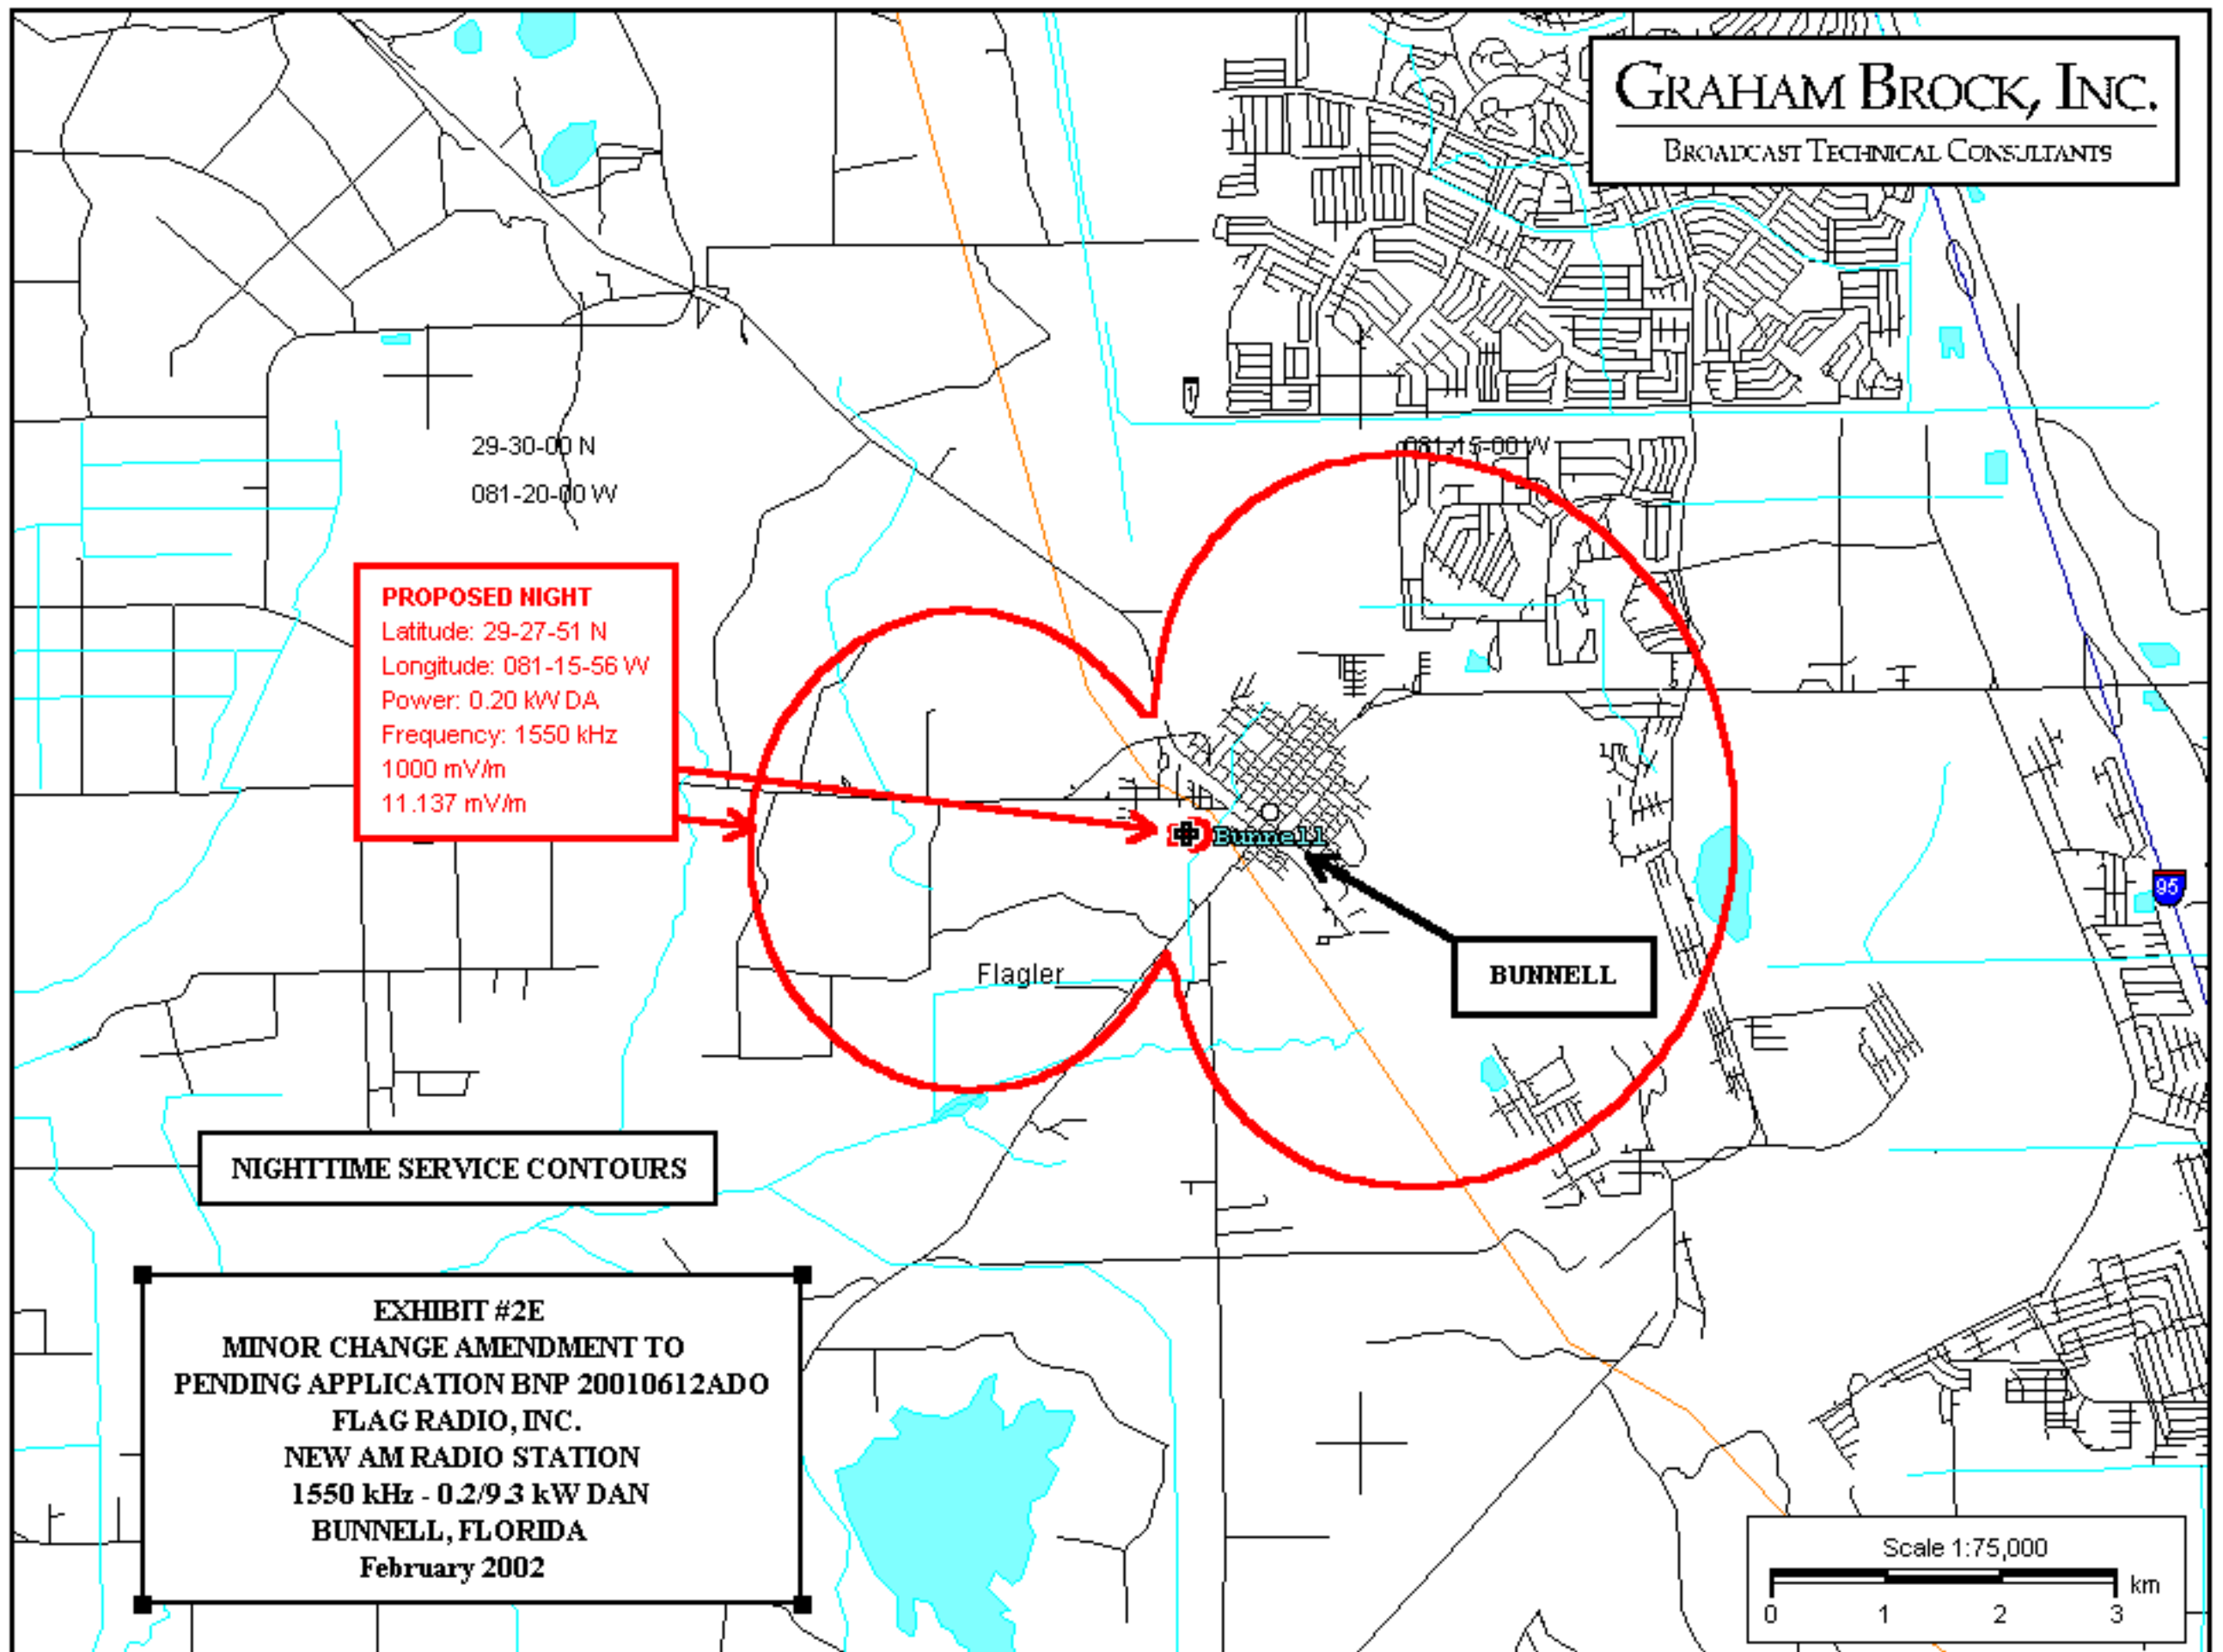 GRAHAM BROCK, INC.
BROADCAST TECHNICAL CONSULTANTS
1
29-30-00 N
081-20-00 W
081-15-00 W
PROPOSED NIGHT
Latitude: 29-27-51 N
Longitude: 081-15-56 W
Power: 0.20 kW DA
Frequency: 1550 kHz
1000 mV/m
11.137 mV/m
Bunnell
95
BUNNELL
Flagler
NIGHTTIME SERVICE CONTOURS
EXHIBIT #2E
MINOR CHANGE AMENDMENT TO
PENDING APPLICATION BNP 20010612ADO
FLAG RADIO, INC.
NEW AM RADIO STATION
1550 kHz - 0.2/9.3 kW DAN
BUNNELL, FLORIDA
February 2002
Scale 1:75,000
km
0 1 2 3